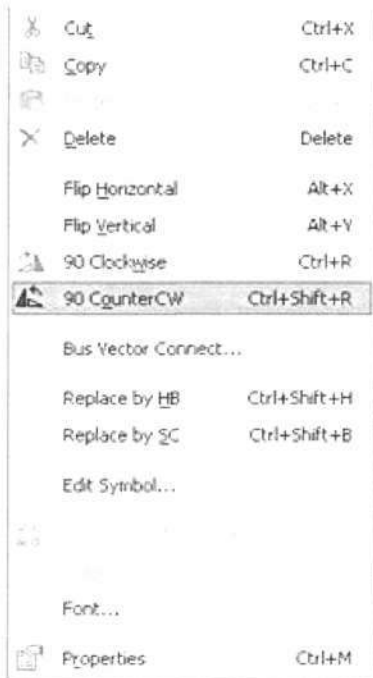 Cut Ctrl+X
Copy Ctrl+C
Delete Delete
Flip Horizontal Alt+X
Flip Vertical Alt+Y
90 Clockwise Ctrl+R
90 CounterCW Ctrl+Shift+R
Bus Vector Connect...
Replace by HB Ctrl+Shift+H
Replace by SC Ctrl+Shift+B
Edit Symbol...
Font...
Properties Ctrl+M